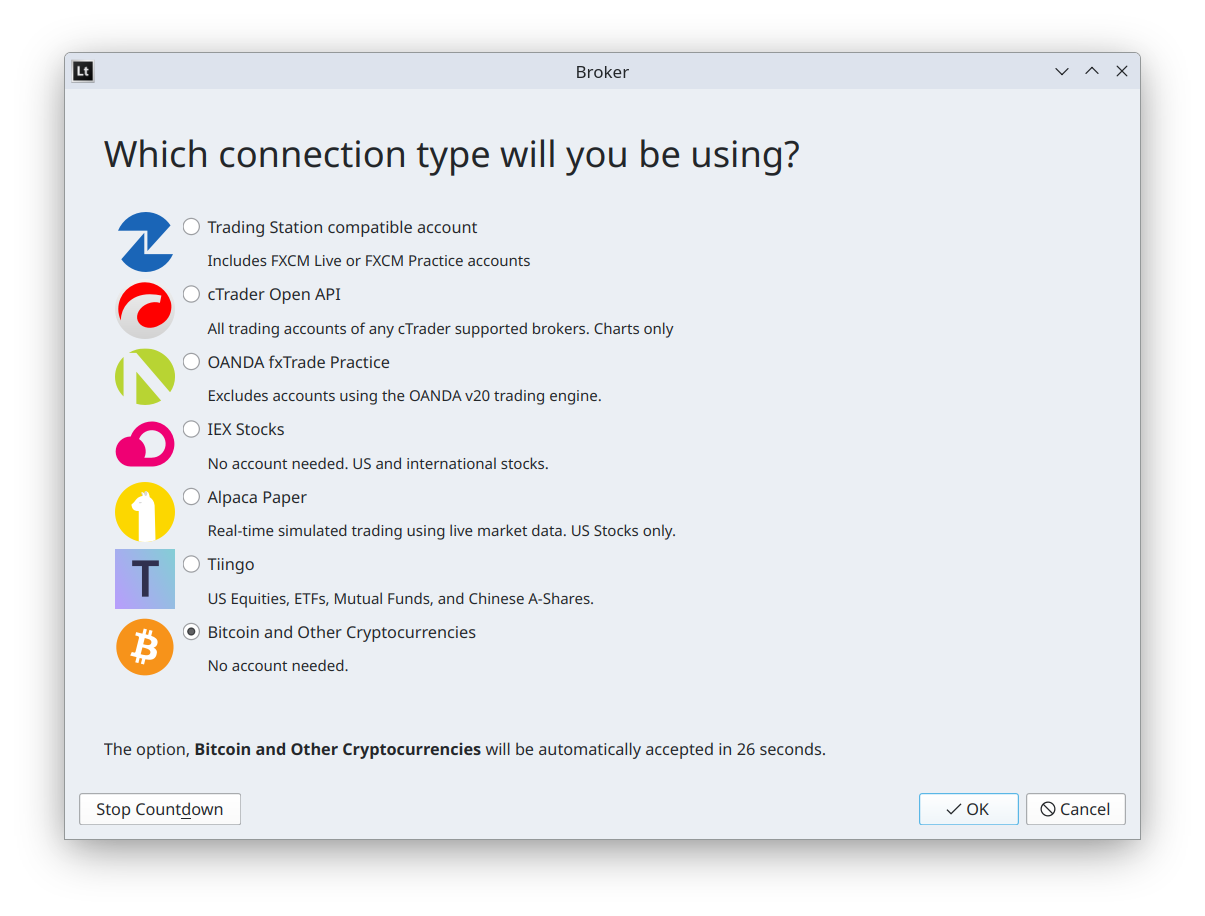 Lt
Broker
Which connection type will you be using?
Trading Station compatible account
Includes FXCM Live or FXCM Practice accounts
cTrader Open API
All trading accounts of any cTrader supported brokers. Charts only
OANDA fxTrade Practice
Excludes accounts using the OANDA v20 trading engine.
IEX Stocks
No account needed. US and international stocks.
Alpaca Paper
Real-time simulated trading using live market data. US Stocks only.
T
Tiingo
US Equities, ETFs, Mutual Funds, and Chinese A-Shares.
Bitcoin and Other Cryptocurrencies
No account needed.
The option, Bitcoin and Other Cryptocurrencies will be automatically accepted in 26 seconds.
Stop Countdown
OK
Cancel